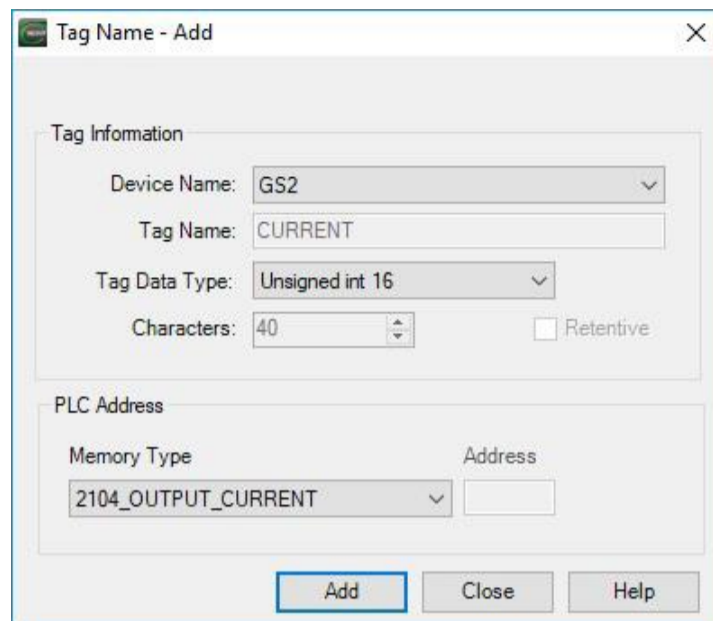 Tag Name - Add
Tag Information
Device Name: GS2
Tag Name: CURRENT
Tag Data Type: Unsigned int 16
Characters: 40 Retentive
PLC Address
Memory Type Address
2104_OUTPUT_CURRENT
Add Close Help